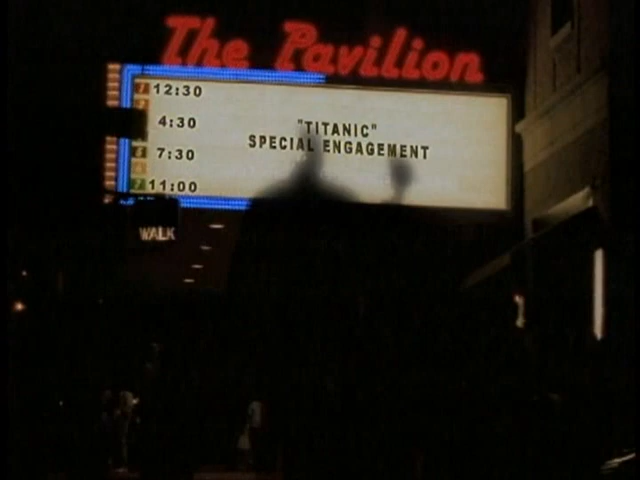 The Pavilion
12:30
4:30
7:30
11:00
"TITANIC"
SPECIAL ENGAGEMENT
WALK